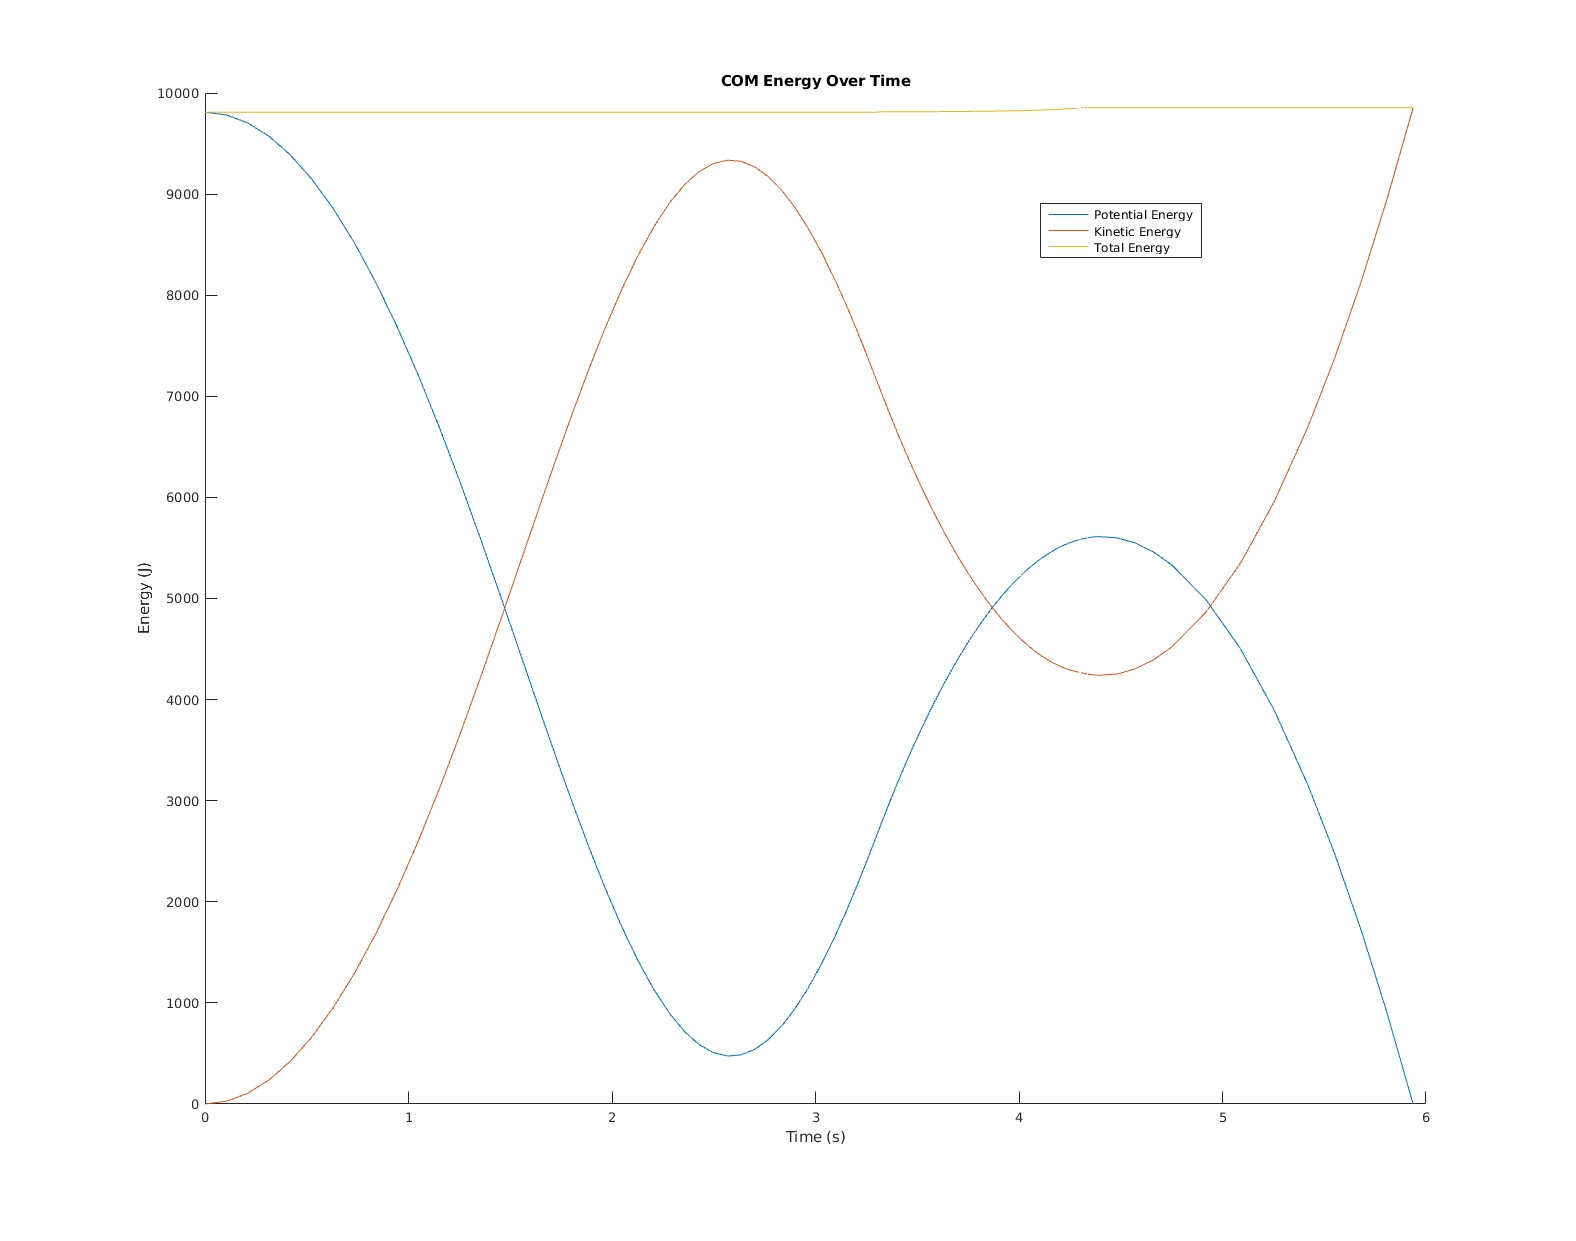 COM Energy Over Time
10000
9000
8000
7000
6000
5000
4000
3000
2000
1000
0
Energy (J)
Potential Energy
Kinetic Energy
Total Energy
0 1 2 3 4 5 6
Time (s)